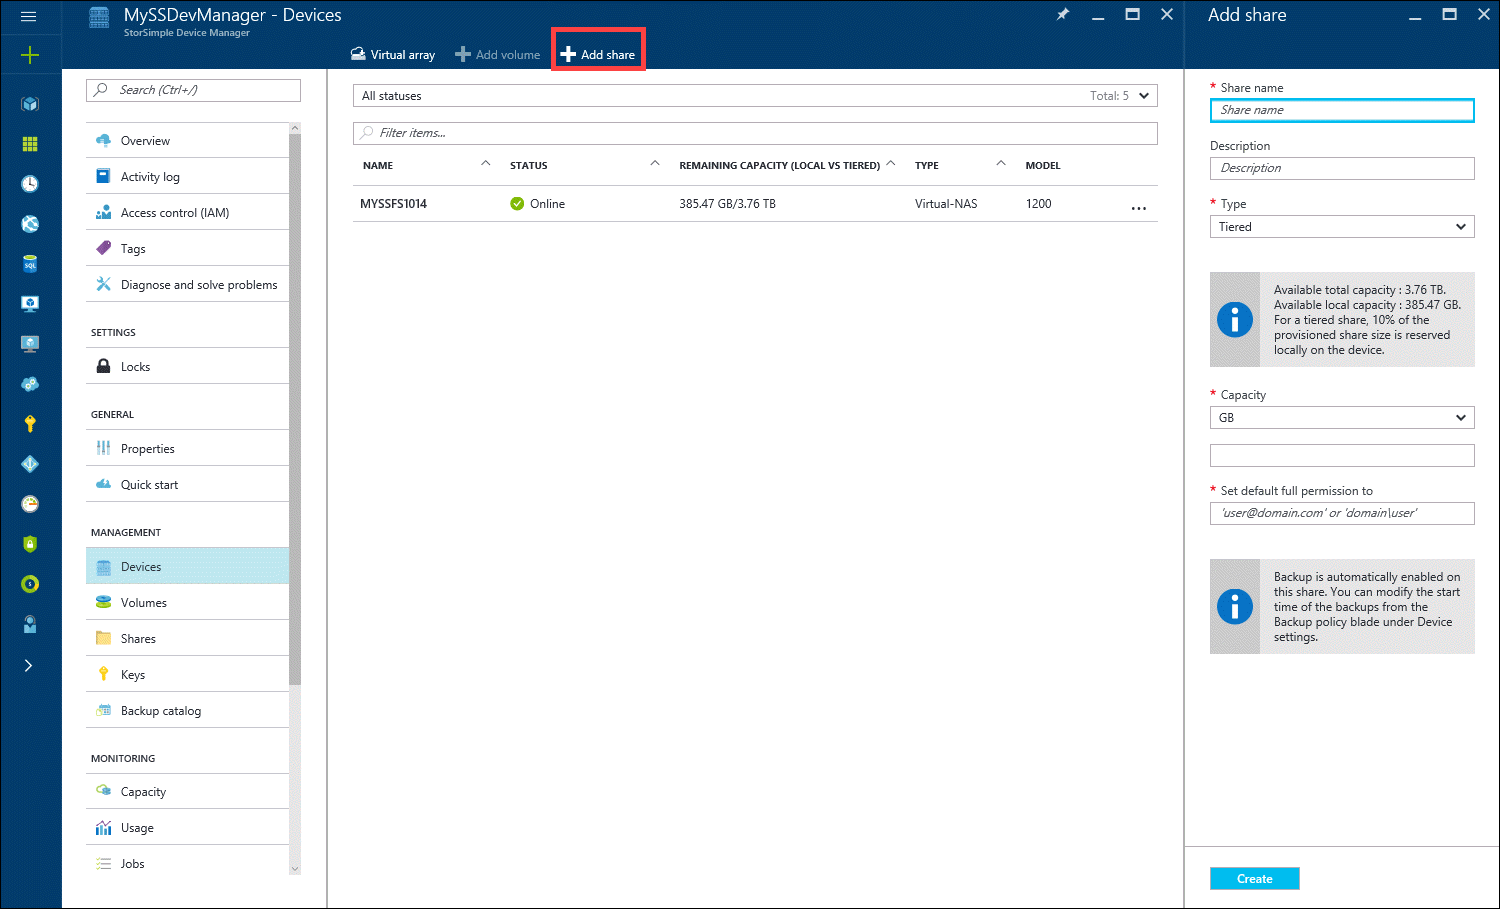 MySSDevManager - Devices
StorSimple Device Manager
Virtual array
Add volume
Add share
Search (Ctrl+/)
Overview
Activity log
Access control (IAM)
Tags
Diagnose and solve problems
SETTINGS
Locks
GENERAL
Properties
Quick start
MANAGEMENT
Devices
Volumes
Shares
Keys
Backup catalog
MONITORING
Capacity
Usage
Jobs
All statuses Total: 5
Filter items...
NAME STATUS REMAINING CAPACITY (LOCAL VS TIERED) TYPE MODEL
MYSSFS1014 Online 385.47 GB/3.76 TB Virtual-NAS 1200 ...
Add share
* Share name
Share name
Description
Description
* Type
Tiered
Available total capacity : 3.76 TB.
Available local capacity : 385.47 GB.
For a tiered share, 10% of the
provisioned share size is reserved
locally on the device.
* Capacity
GB
* Set default full permission to
'user@domain.com' or 'domain\user'
Backup is automatically enabled on
this share. You can modify the start
time of the backups from the
Backup policy blade under Device
settings.
Create
SQL